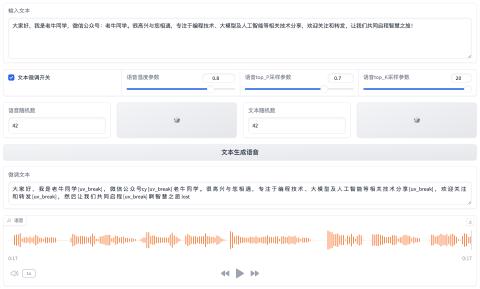 输入文本
大家好，我是老牛同学，微信公众号：老牛同学。很高兴与您相遇，专注于编程技术、大模型及人工智能等相关技术分享，欢迎关注和转发，让我们共同启程智慧之旅！
文本微调开关
语音温度参数
0.8
语音top_P采样参数
0.7
语音top_K采样参数
20
语音随机数
42
文本随机数
42
文本生成语音
微调文本
大 家 好 ， 我 是 老 牛 同 学 [uv_break] ， 微 信 公 众 号 cy [uv_break] 老 牛 同 学 。 很 高 兴 与 您 相 遇 ， 专 注 于 编 程 技 术 、 大 模 型 及 人 工 智 能 等 相 关 技 术 分 享 [uv_break] ， 欢 迎 关 注
和 转 发 [uv_break] ， 然 后 让 我 们 共 同 启 程 [uv_break] 啊 智 慧 之 旅 lost
语音
0:17
0:17
1x